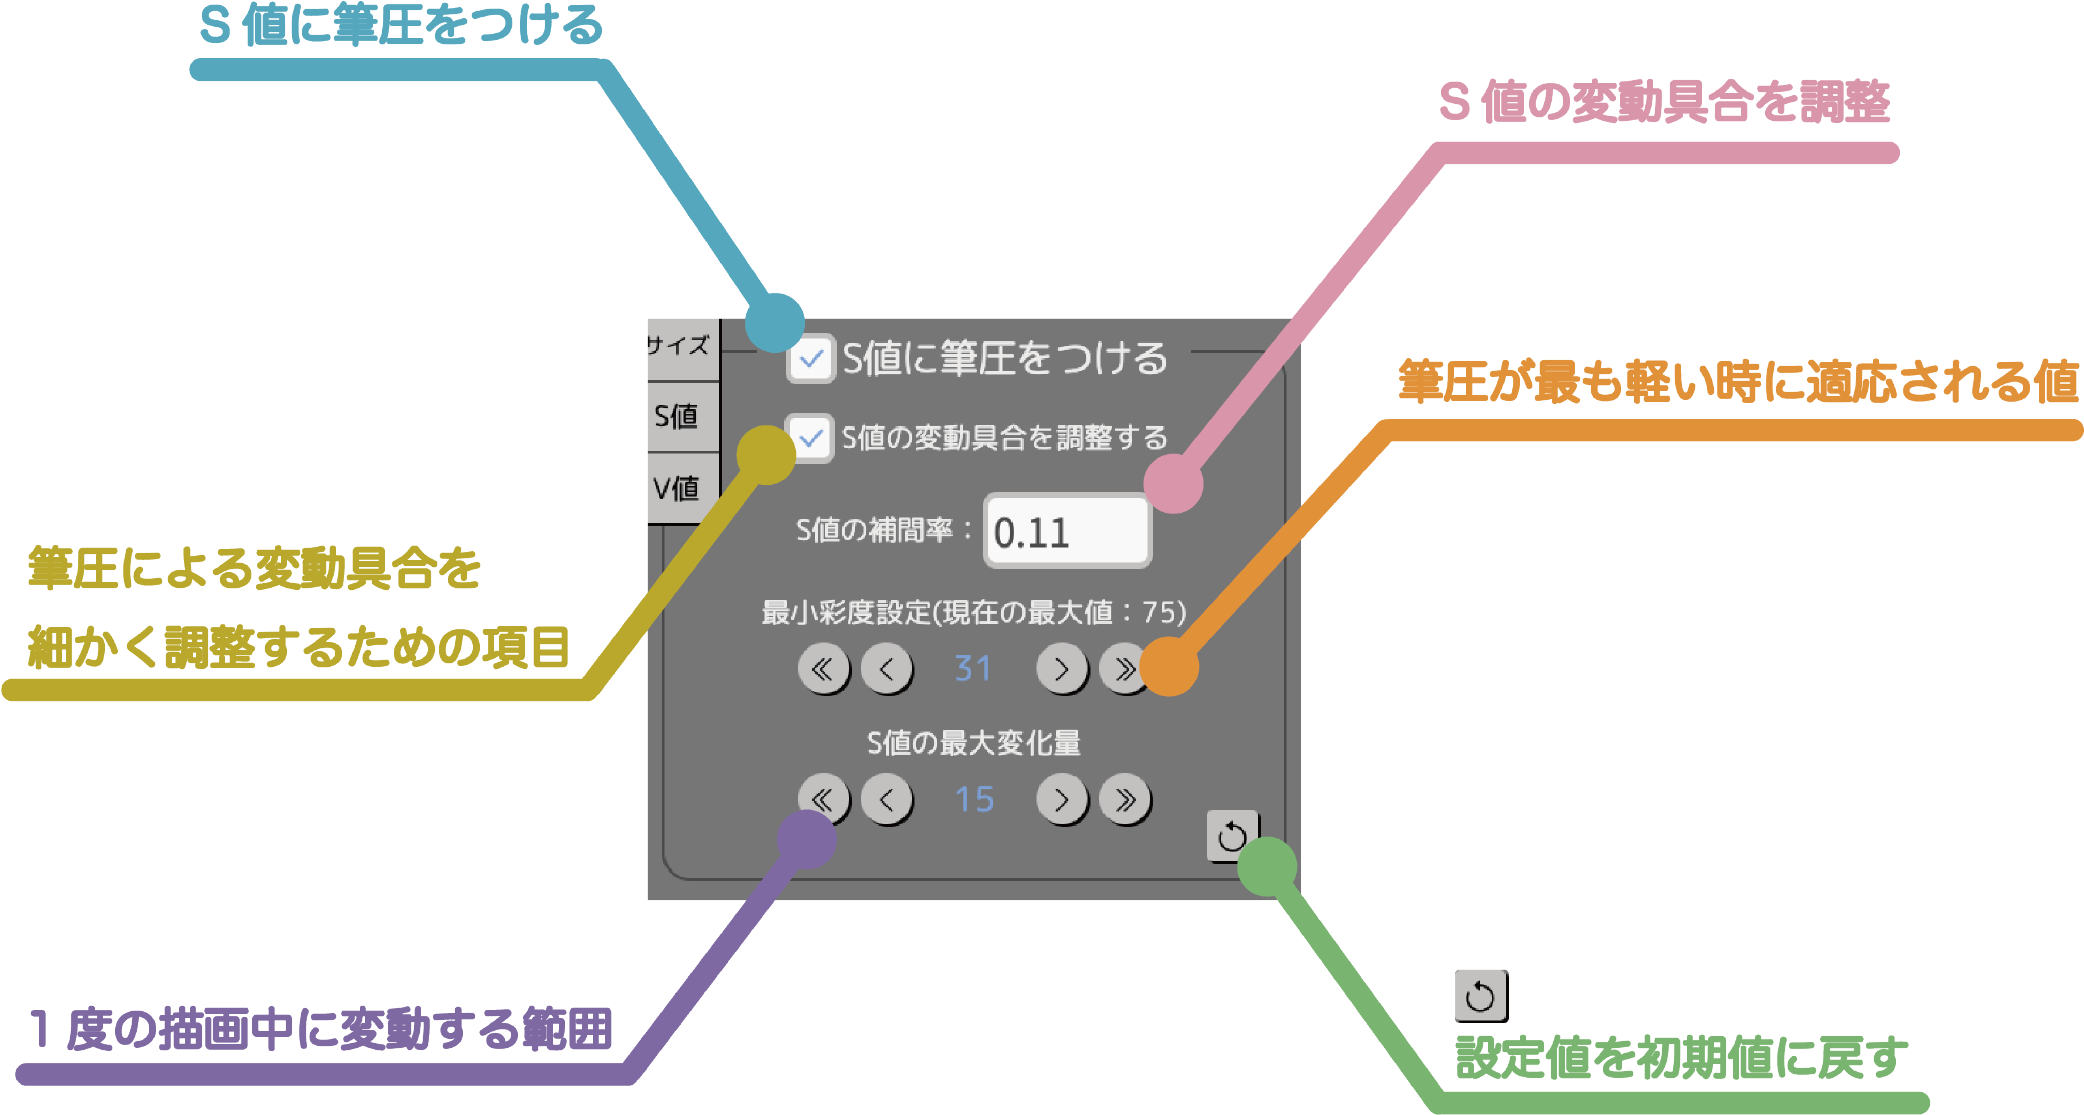 S値に筆圧をつける
S値の変動具合を調整
筆圧が最も軽い時に適応される値
筆圧による変動具合を
細かく調整するための項目
1度の描画中に変動する範囲
設定値を初期値に戻す
サイズ
S値
V値
S値に筆圧をつける
S値の変動具合を調整する
S値の補間率：0.11
最小彩度設定(現在の最大値：75)
31
S値の最大変化量
15